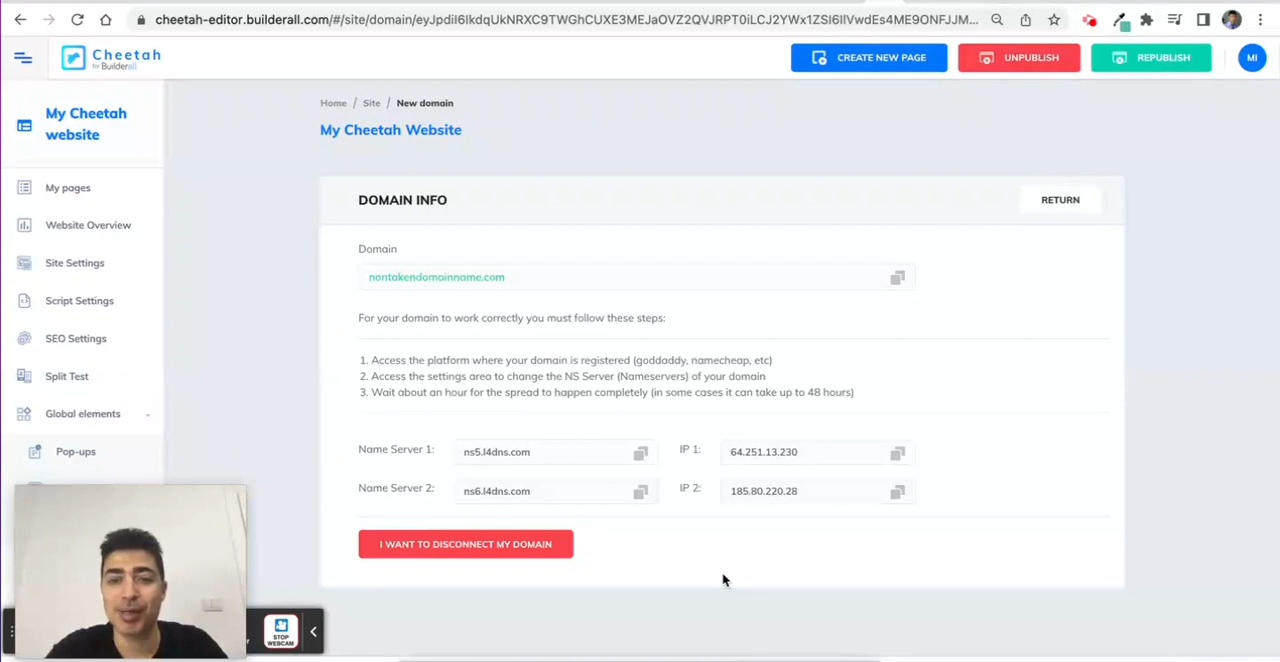 cheetah-editor.builderall.com/#/site/domain/eyJpdiI6IkdqUkNRXC9TWGhCUXE3MEJaOVZ2QVJRPT0iLCJ2YWx1ZSI6IlIVwdEs4ME9ONFJJM...
Cheetah
by Builderall
CREATE NEW PAGE
UNPUBLISH
REPUBLISH
MI
My Cheetah
website
Home / Site / New domain
My Cheetah Website
My pages
Website Overview
Site Settings
Script Settings
SEO Settings
Split Test
Global elements
Pop-ups
DOMAIN INFO
RETURN
Domain
nontakendomainname.com
For your domain to work correctly you must follow these steps:
1. Access the platform where your domain is registered (goddaddy, namecheap, etc)
2. Access the settings area to change the NS Server (Nameservers) of your domain
3. Wait about an hour for the spread to happen completely (in some cases it can take up to 48 hours)
Name Server 1: ns5.l4dns.com IP 1: 64.251.13.230
Name Server 2: ns6.l4dns.com IP 2: 185.80.220.28
I WANT TO DISCONNECT MY DOMAIN
STOP
WEBCAM